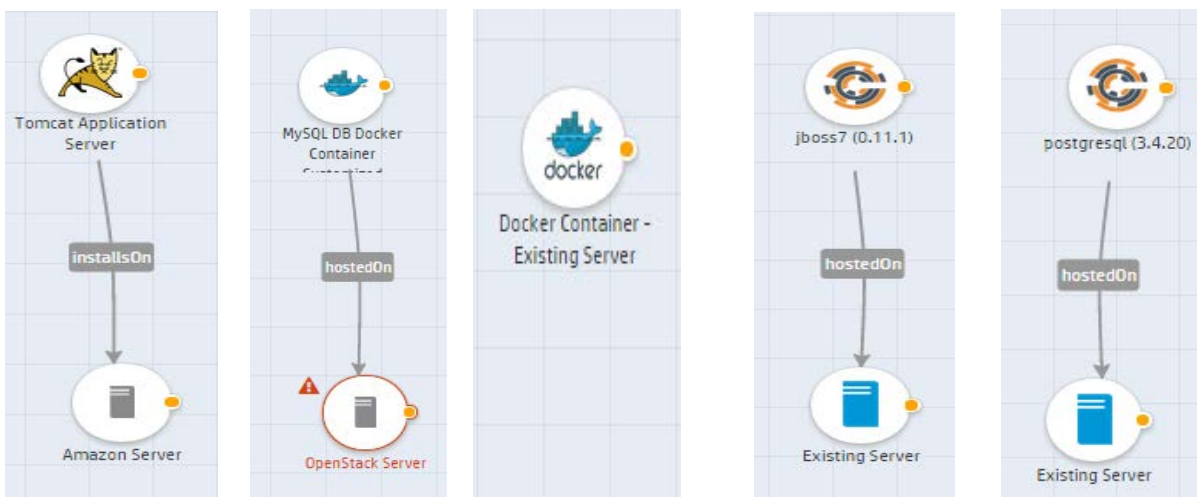 Tomcat Application
Server
installsOn
Amazon Server
MySQL DB Docker
Container
hostedOn
OpenStack Server
docker
Docker Container -
Existing Server
jboss7 (0.11.1)
hostedOn
Existing Server
postgresql (3.4.20)
hostedOn
Existing Server